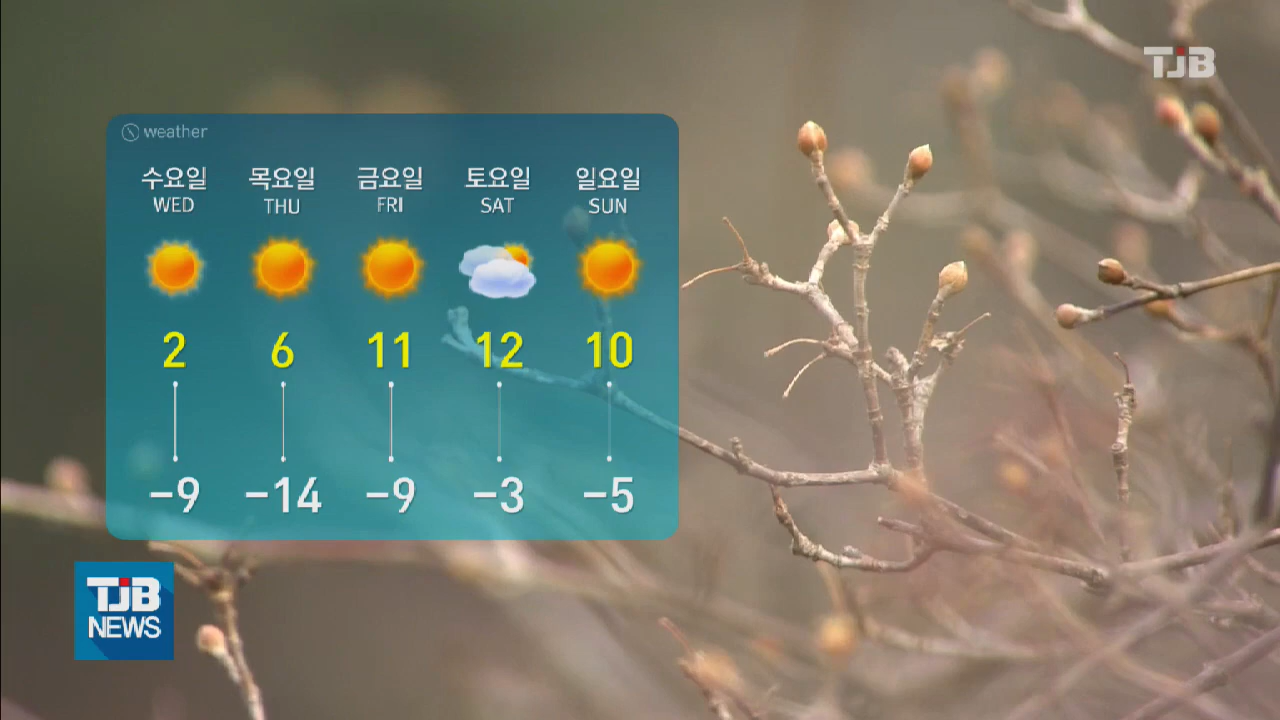 TJB
weather
수요일 목요일 금요일 토요일 일요일
WED THU FRI SAT SUN
2 6 11 12 10
-9 -14 -9 -3 -5
TJB
NEWS